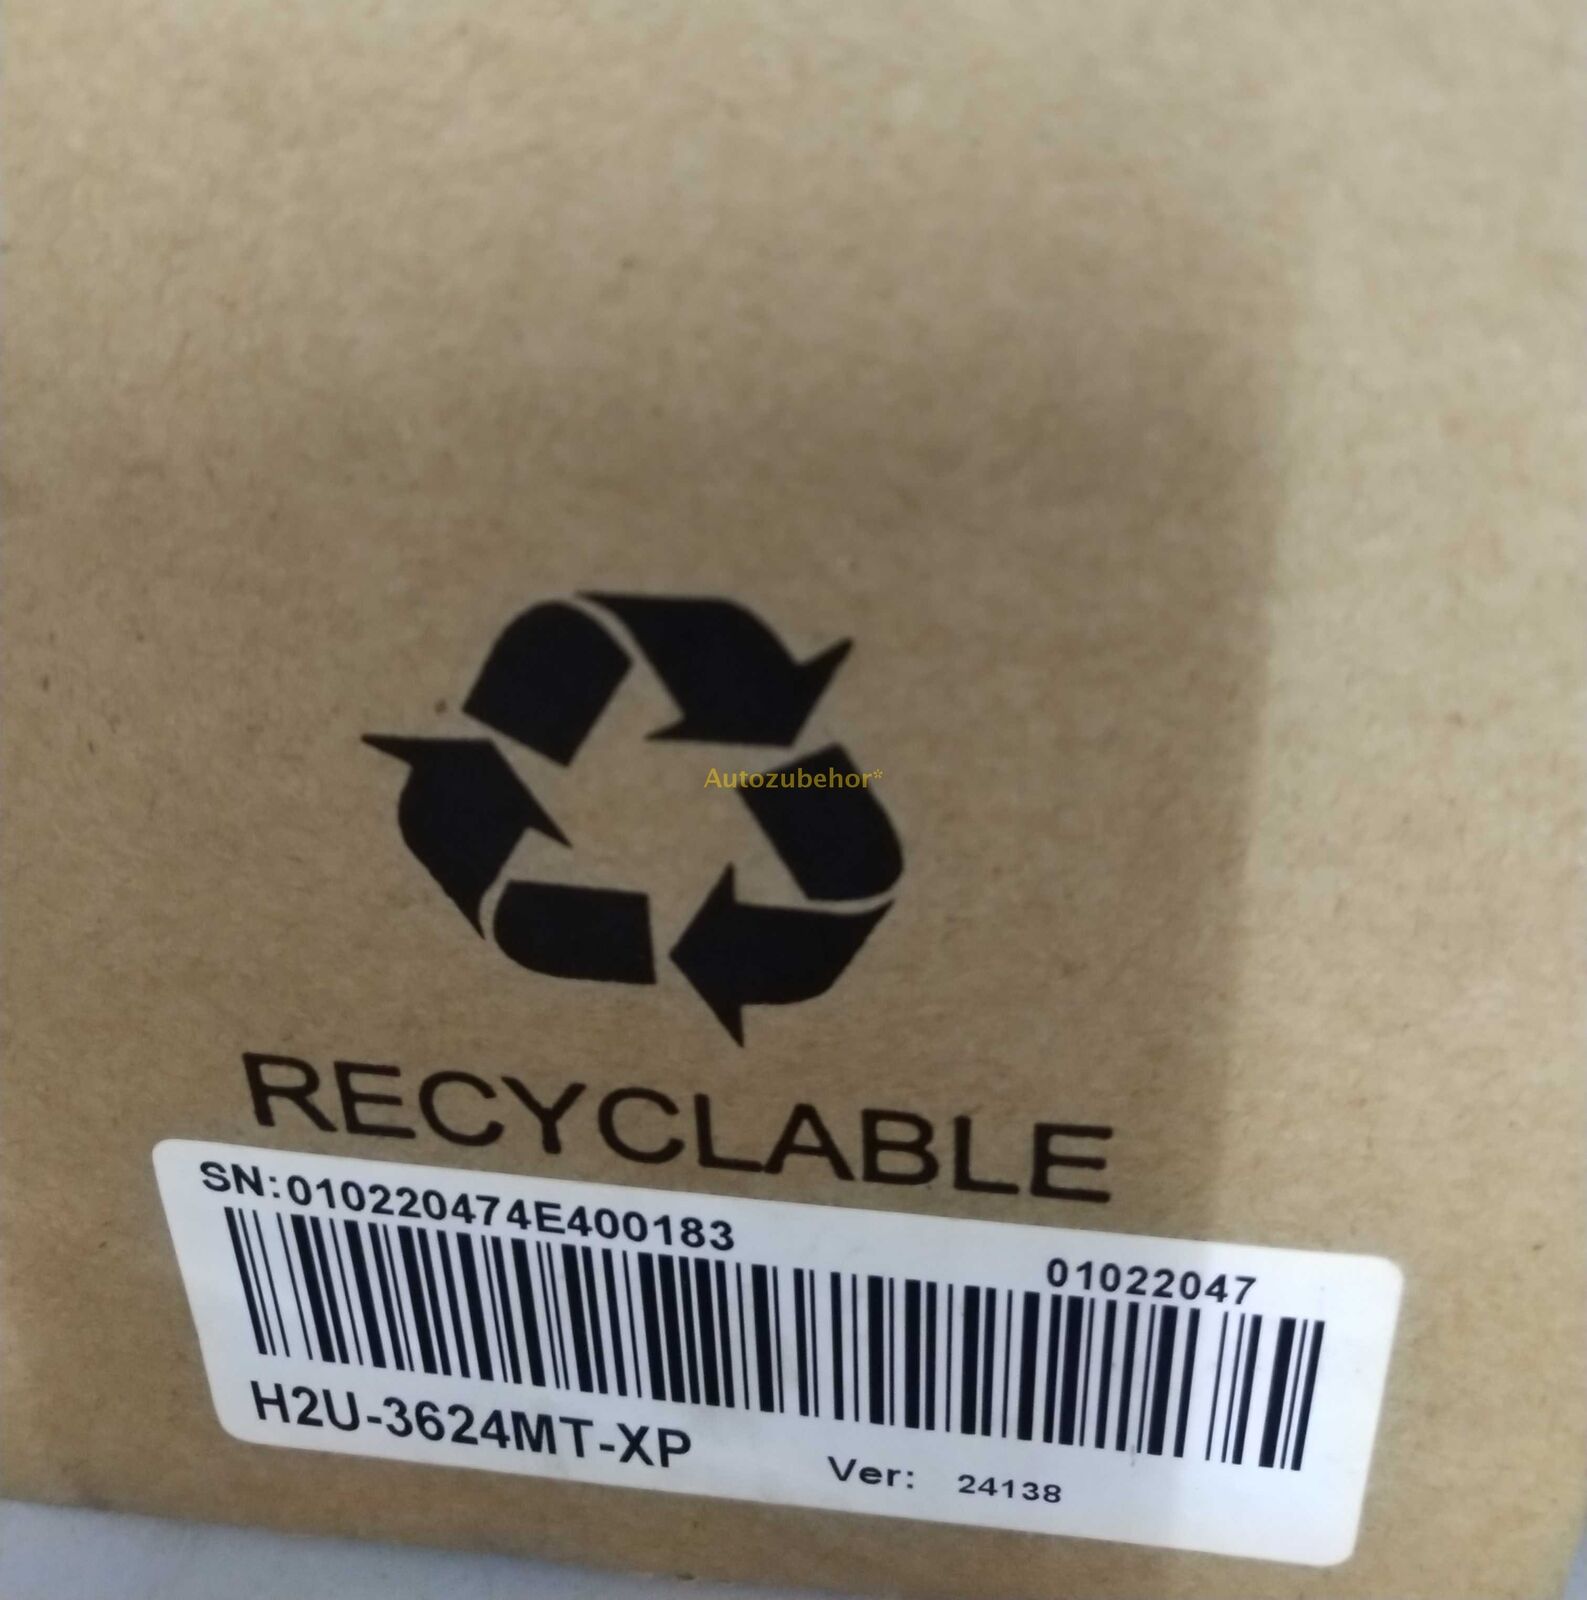 Autozubehor*
RECYCLABLE
SN:010220474E400183
01022047
H2U-3624MT-XP
Ver: 24138